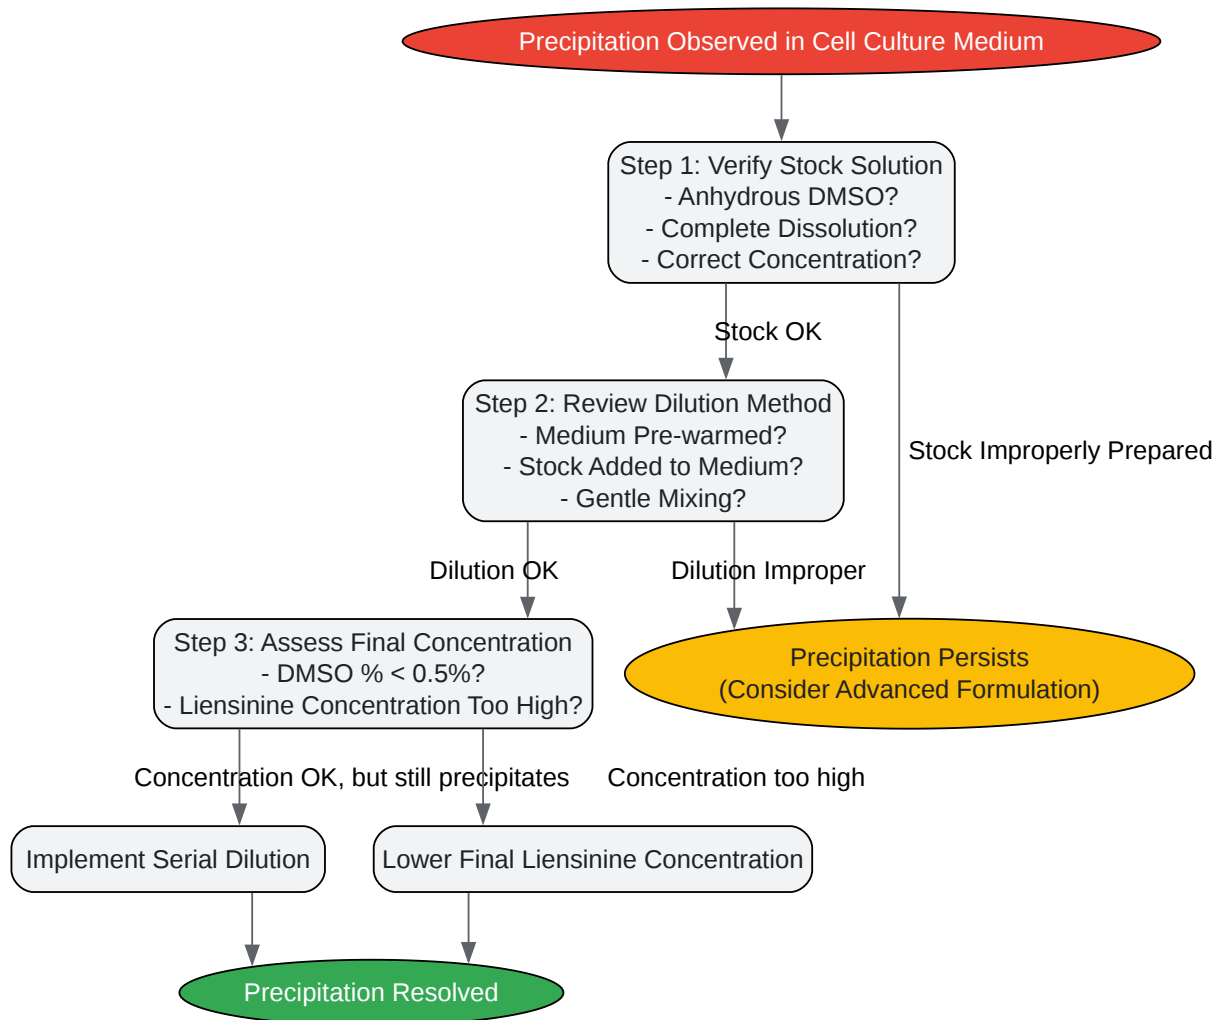 Precipitation Observed in Cell Culture Medium
Step 1: Verify Stock Solution
- Anhydrous DMSO?
- Complete Dissolution?
- Correct Concentration?
Stock OK
Step 2: Review Dilution Method
- Medium Pre-warmed?
- Stock Added to Medium?
- Gentle Mixing?
Stock Improperly Prepared
Dilution OK
Dilution Improper
Step 3: Assess Final Concentration
- DMSO % < 0.5%?
- Liensinine Concentration Too High?
Precipitation Persists
(Consider Advanced Formulation)
Concentration OK, but still precipitates
Concentration too high
Implement Serial Dilution
Lower Final Liensinine Concentration
Precipitation Resolved